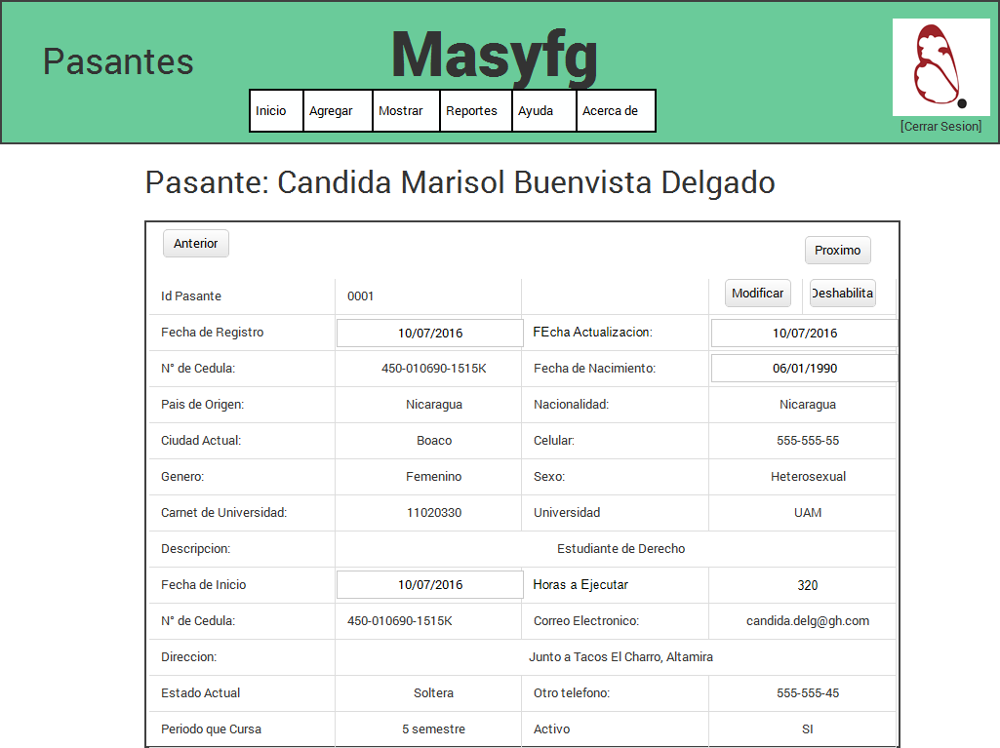 Pasantes
Masyfg
Inicio Agregar Mostrar Reportes Ayuda Acerca de
[Cerrar Sesion]
Pasante: Candida Marisol Buenvista Delgado
Anterior
Proximo
Id Pasante 0001 Modificar Deshabilita
Fecha de Registro 10/07/2016 FEcha Actualizacion: 10/07/2016
N° de Cedula: 450-010690-1515K Fecha de Nacimiento: 06/01/1990
Pais de Origen: Nicaragua Nacionalidad: Nicaragua
Ciudad Actual: Boaco Celular: 555-555-55
Genero: Femenino Sexo: Heterosexual
Carnet de Universidad: 11020330 Universidad UAM
Descripcion: Estudiante de Derecho
Fecha de Inicio 10/07/2016 Horas a Ejecutar 320
N° de Cedula: 450-010690-1515K Correo Electronico: candida.delg@gh.com
Direccion: Junto a Tacos El Charro, Altamira
Estado Actual Soltera Otro telefono: 555-555-45
Periodo que Cursa 5 semestre Activo SI